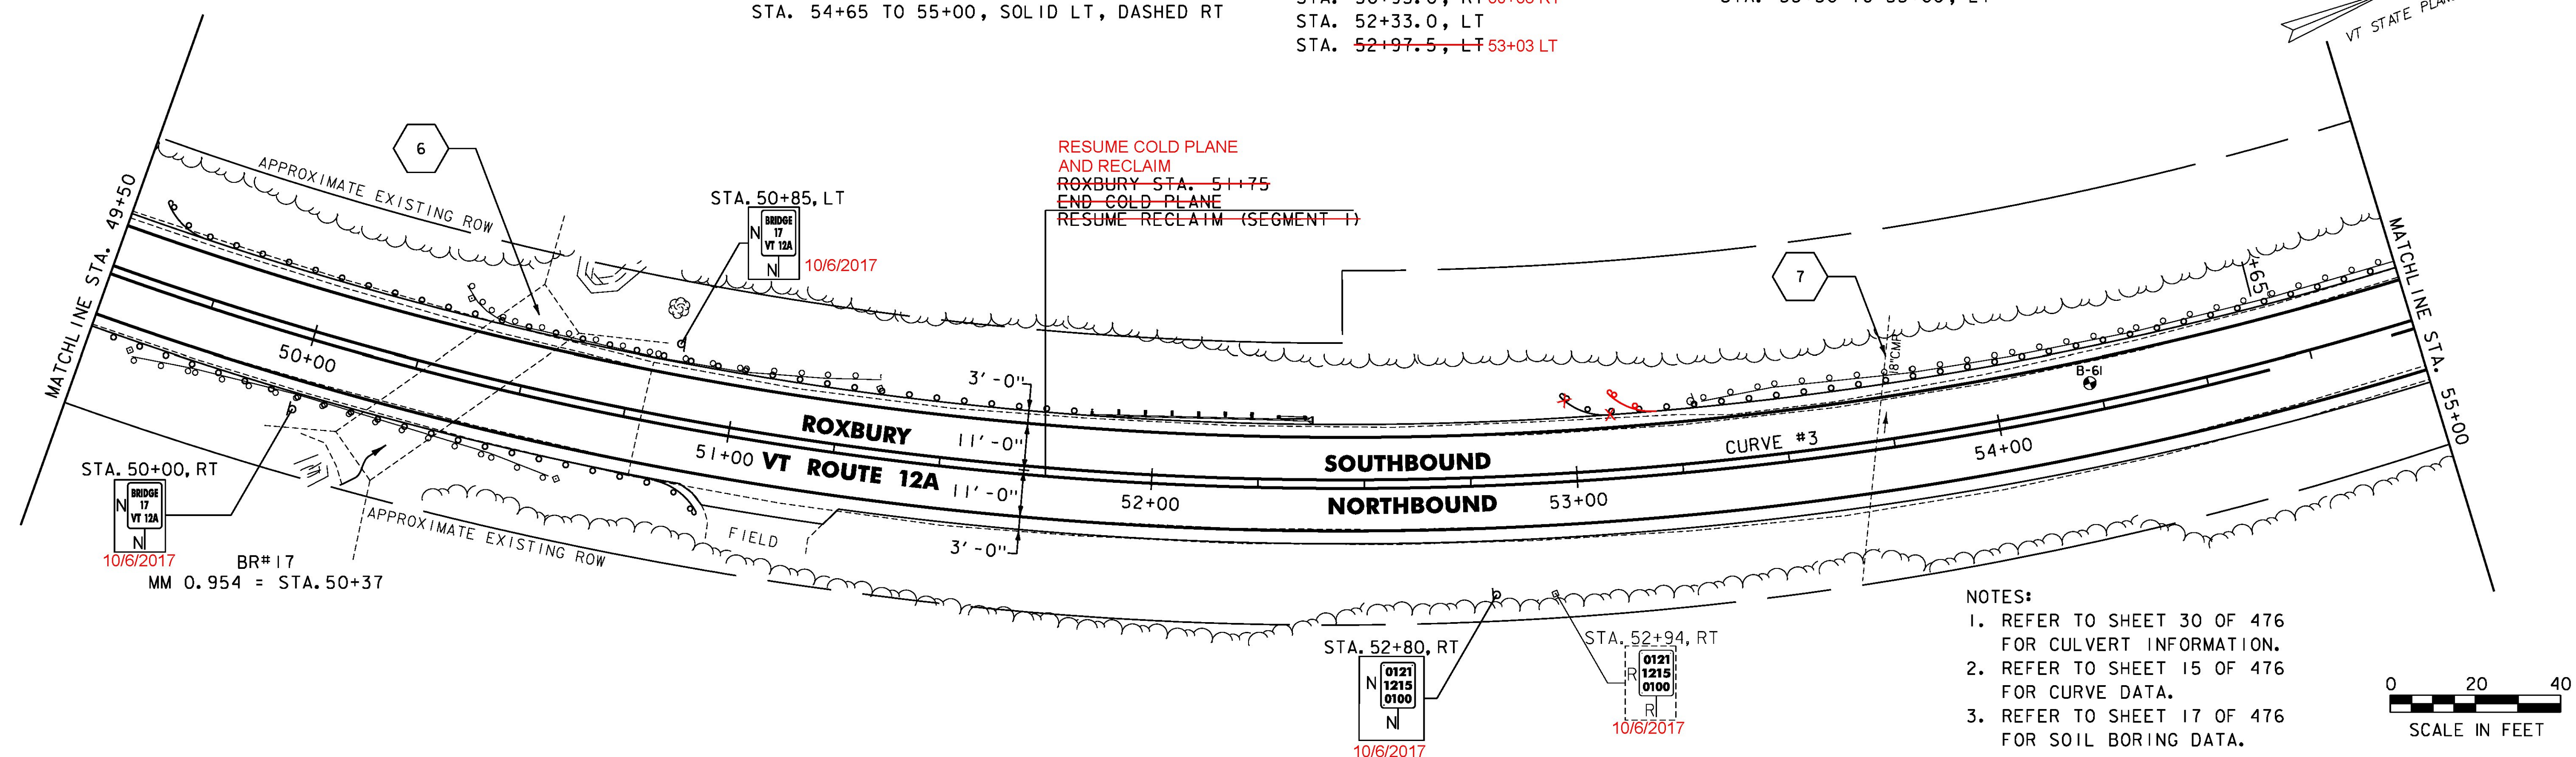 STA. 54+65 TO 55+00, SOLID LT, DASHED RT
STA. 52+33.0, LT
STA. 52+97.5, LT 53+03 LT
VT STATE
MATCHLINE STA. 49+50
6
APPROXIMATE EXISTING ROW
STA. 50+85, LT
BRIDGE
17
VT 12A
N
N
10/6/2017
RESUME COLD PLANE
AND RECLAIM
ROXBURY STA. 51+75
END COLD PLANE
RESUME RECLAIM (SEGMENT 1)
7
18"CMP
+65
B-61
MATCHLINE STA. 55+00
50+00
51+00
52+00
53+00
54+00
3'-0"
11'-0"
11'-0"
3'-0"
ROXBURY
VT ROUTE 12A
SOUTHBOUND
NORTHBOUND
CURVE #3
STA. 50+00, RT
BRIDGE
17
VT 12A
N
N
10/6/2017
BR#17
MM 0.954 = STA.50+37
APPROXIMATE EXISTING ROW
FIELD
STA. 52+80, RT
0121
1215
0100
N
N
10/6/2017
STA. 52+94, RT
0121
1215
0100
R
R
10/6/2017
NOTES:
1. REFER TO SHEET 30 OF 476
FOR CULVERT INFORMATION.
2. REFER TO SHEET 15 OF 476
FOR CURVE DATA.
3. REFER TO SHEET 17 OF 476
FOR SOIL BORING DATA.
0 20 40
SCALE IN FEET